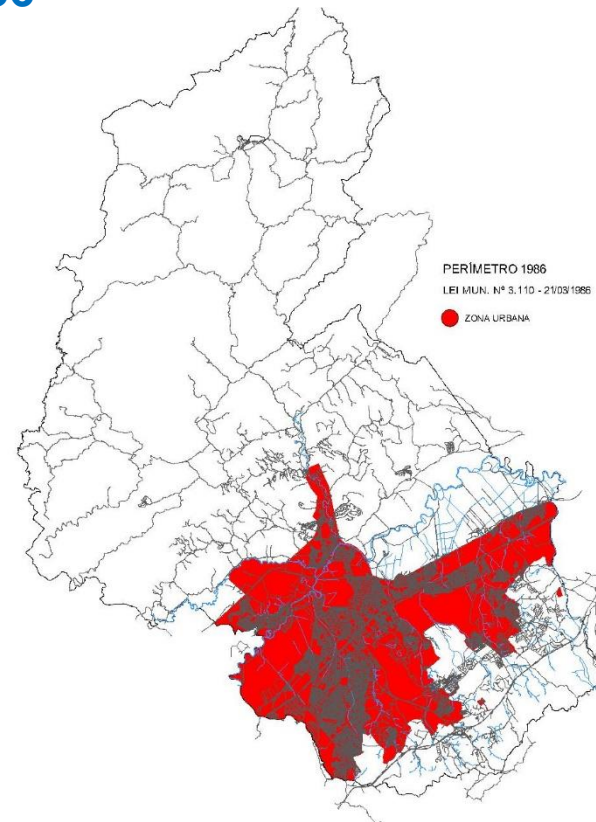 PERÍMETRO 1986
LEI MUN. Nº 3.110 - 21/03/1986
ZONA URBANA